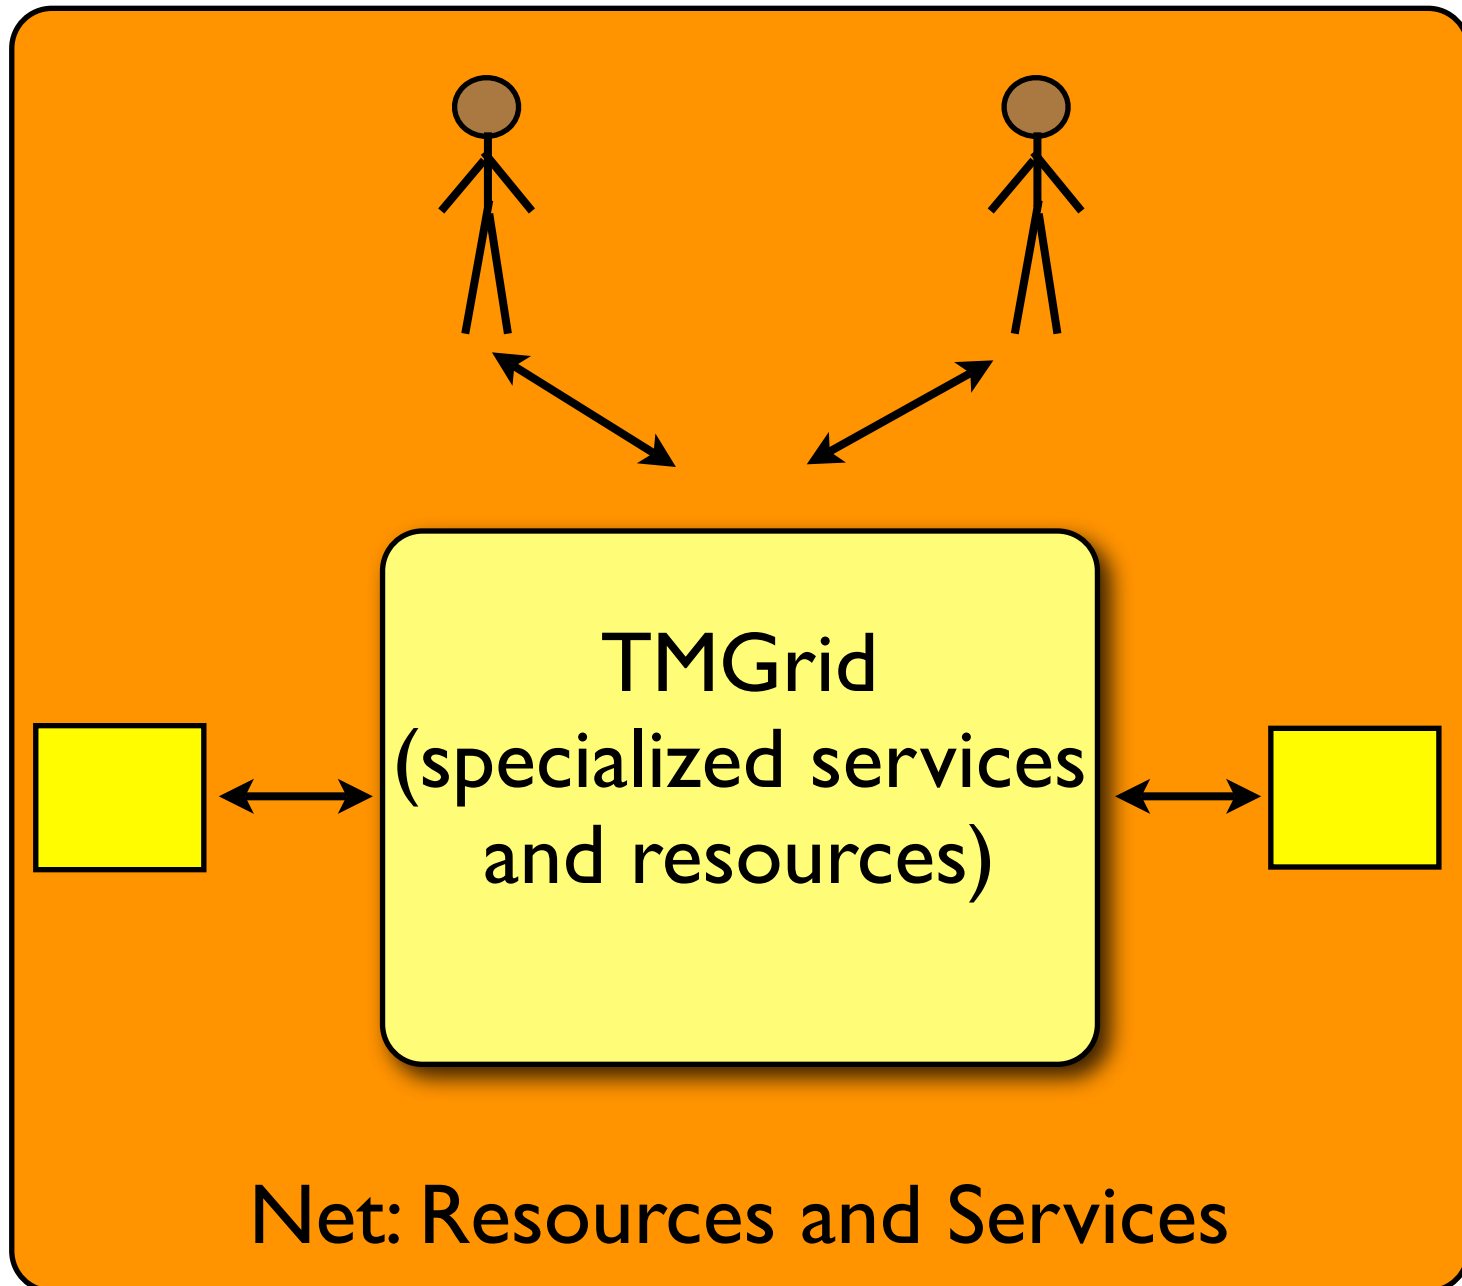 TMGrid
(specialized services
and resources)
Net: Resources and Services